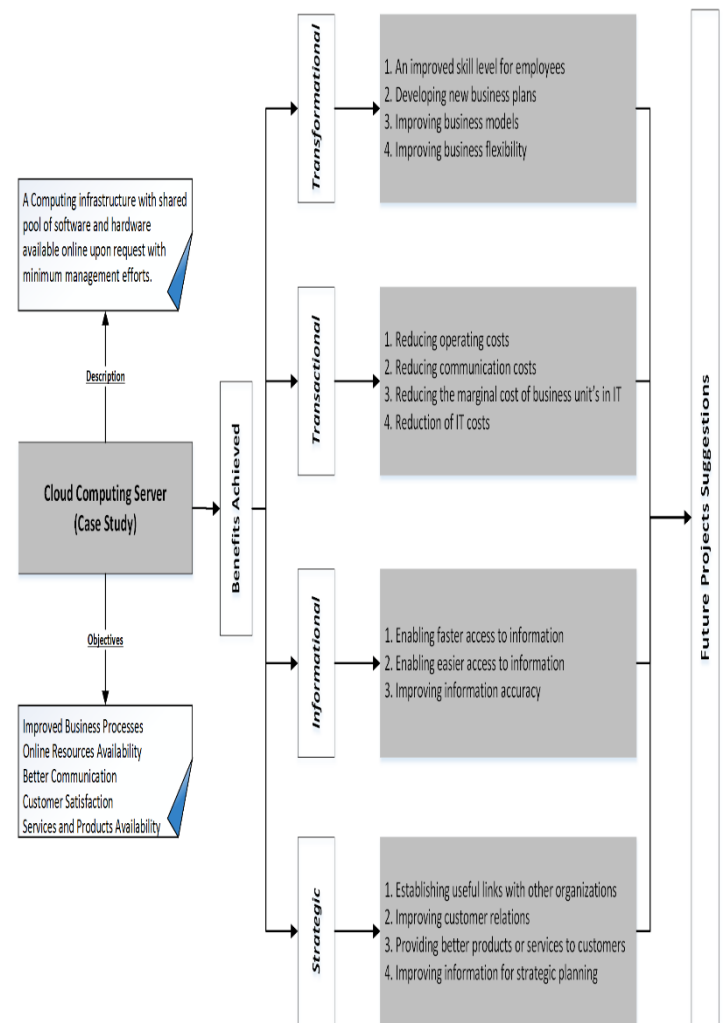 A Computing infrastructure with shared
pool of software and hardware
available online upon request with
minimum management efforts.
Description
Cloud Computing Server
(Case Study)
Objectives
Improved Business Processes
Online Resources Availability
Better Communication
Customer Satisfaction
Services and Products Availability
Benefits Achieved
Transformational
1. An improved skill level for employees
2. Developing new business plans
3. Improving business models
4. Improving business flexibility
Transactional
1. Reducing operating costs
2. Reducing communication costs
3. Reducing the marginal cost of business unit's in IT
4. Reduction of IT costs
Informational
1. Enabling faster access to information
2. Enabling easier access to information
3. Improving information accuracy
Strategic
1. Establishing useful links with other organizations
2. Improving customer relations
3. Providing better products or services to customers
4. Improving information for strategic planning
Future Projects Suggestions